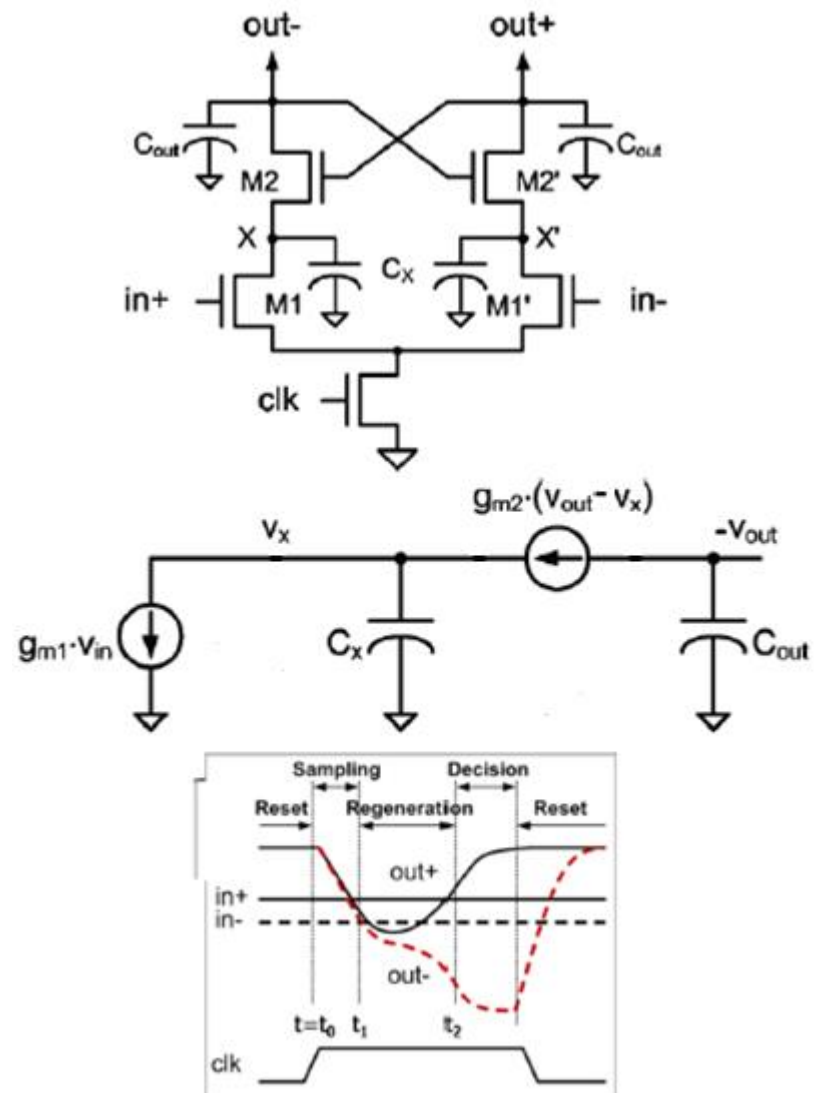 out- out+
Cout Cout
M2 M2'
X X'
CX
in+ M1 M1' in-
clk
gm2·(vout- vx)
vx -vout
gm1·vin Cx Cout
Sampling Decision
Reset Regeneration Reset
out+
in+
in-
out-
t=t0 t1 t2
clk